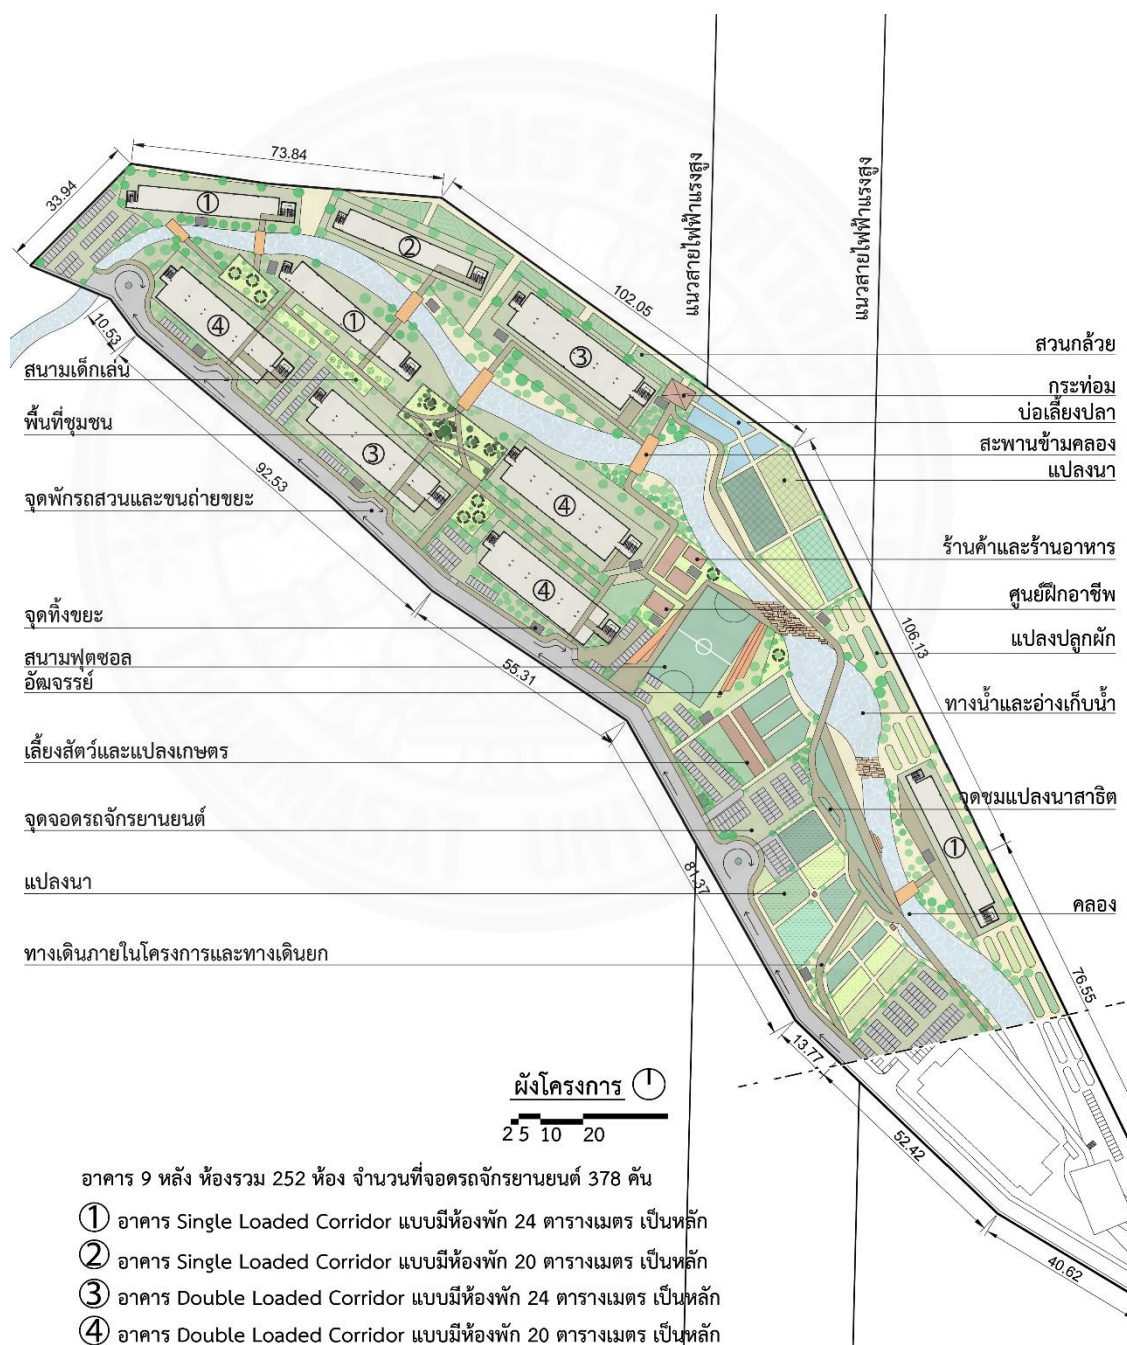 73.84
33.94
①
②
102.05
แนวสายไฟฟ้าแรงสูง
แนวสายไฟฟ้าแรงสูง
④
①
③
10.53
สวนกล้วย
สนามเด็กเล่น
กระท่อม
บ่อเลี้ยงปลา
พื้นที่ชุมชน
สะพานข้ามคลอง
แปลงนา
③
92.53
④
จุดพักรถสวนและขนถ่ายขยะ
ร้านค้าและร้านอาหาร
④
ศูนย์ฝึกอาชีพ
จุดทิ้งขยะ
106.13
แปลงปลูกผัก
สนามฟุตซอล
อัฒจรรย์
55.31
ทางน้ำและอ่างเก็บน้ำ
เลี้ยงสัตว์และแปลงเกษตร
จุดชมแปลงนาสาธิต
จุดจอดรถจักรยานยนต์
①
81.37
แปลงนา
คลอง
ทางเดินภายในโครงการและทางเดินยก
76.55
13.77
ผังโครงการ
2 5 10 20
52.42
40.62
อาคาร 9 หลัง ห้องรวม 252 ห้อง จำนวนที่จอดรถจักรยานยนต์ 378 คัน
① อาคาร Single Loaded Corridor แบบมีห้องพัก 24 ตารางเมตร เป็นหลัก
② อาคาร Single Loaded Corridor แบบมีห้องพัก 20 ตารางเมตร เป็นหลัก
③ อาคาร Double Loaded Corridor แบบมีห้องพัก 24 ตารางเมตร เป็นหลัก
④ อาคาร Double Loaded Corridor แบบมีห้องพัก 20 ตารางเมตร เป็นหลัก